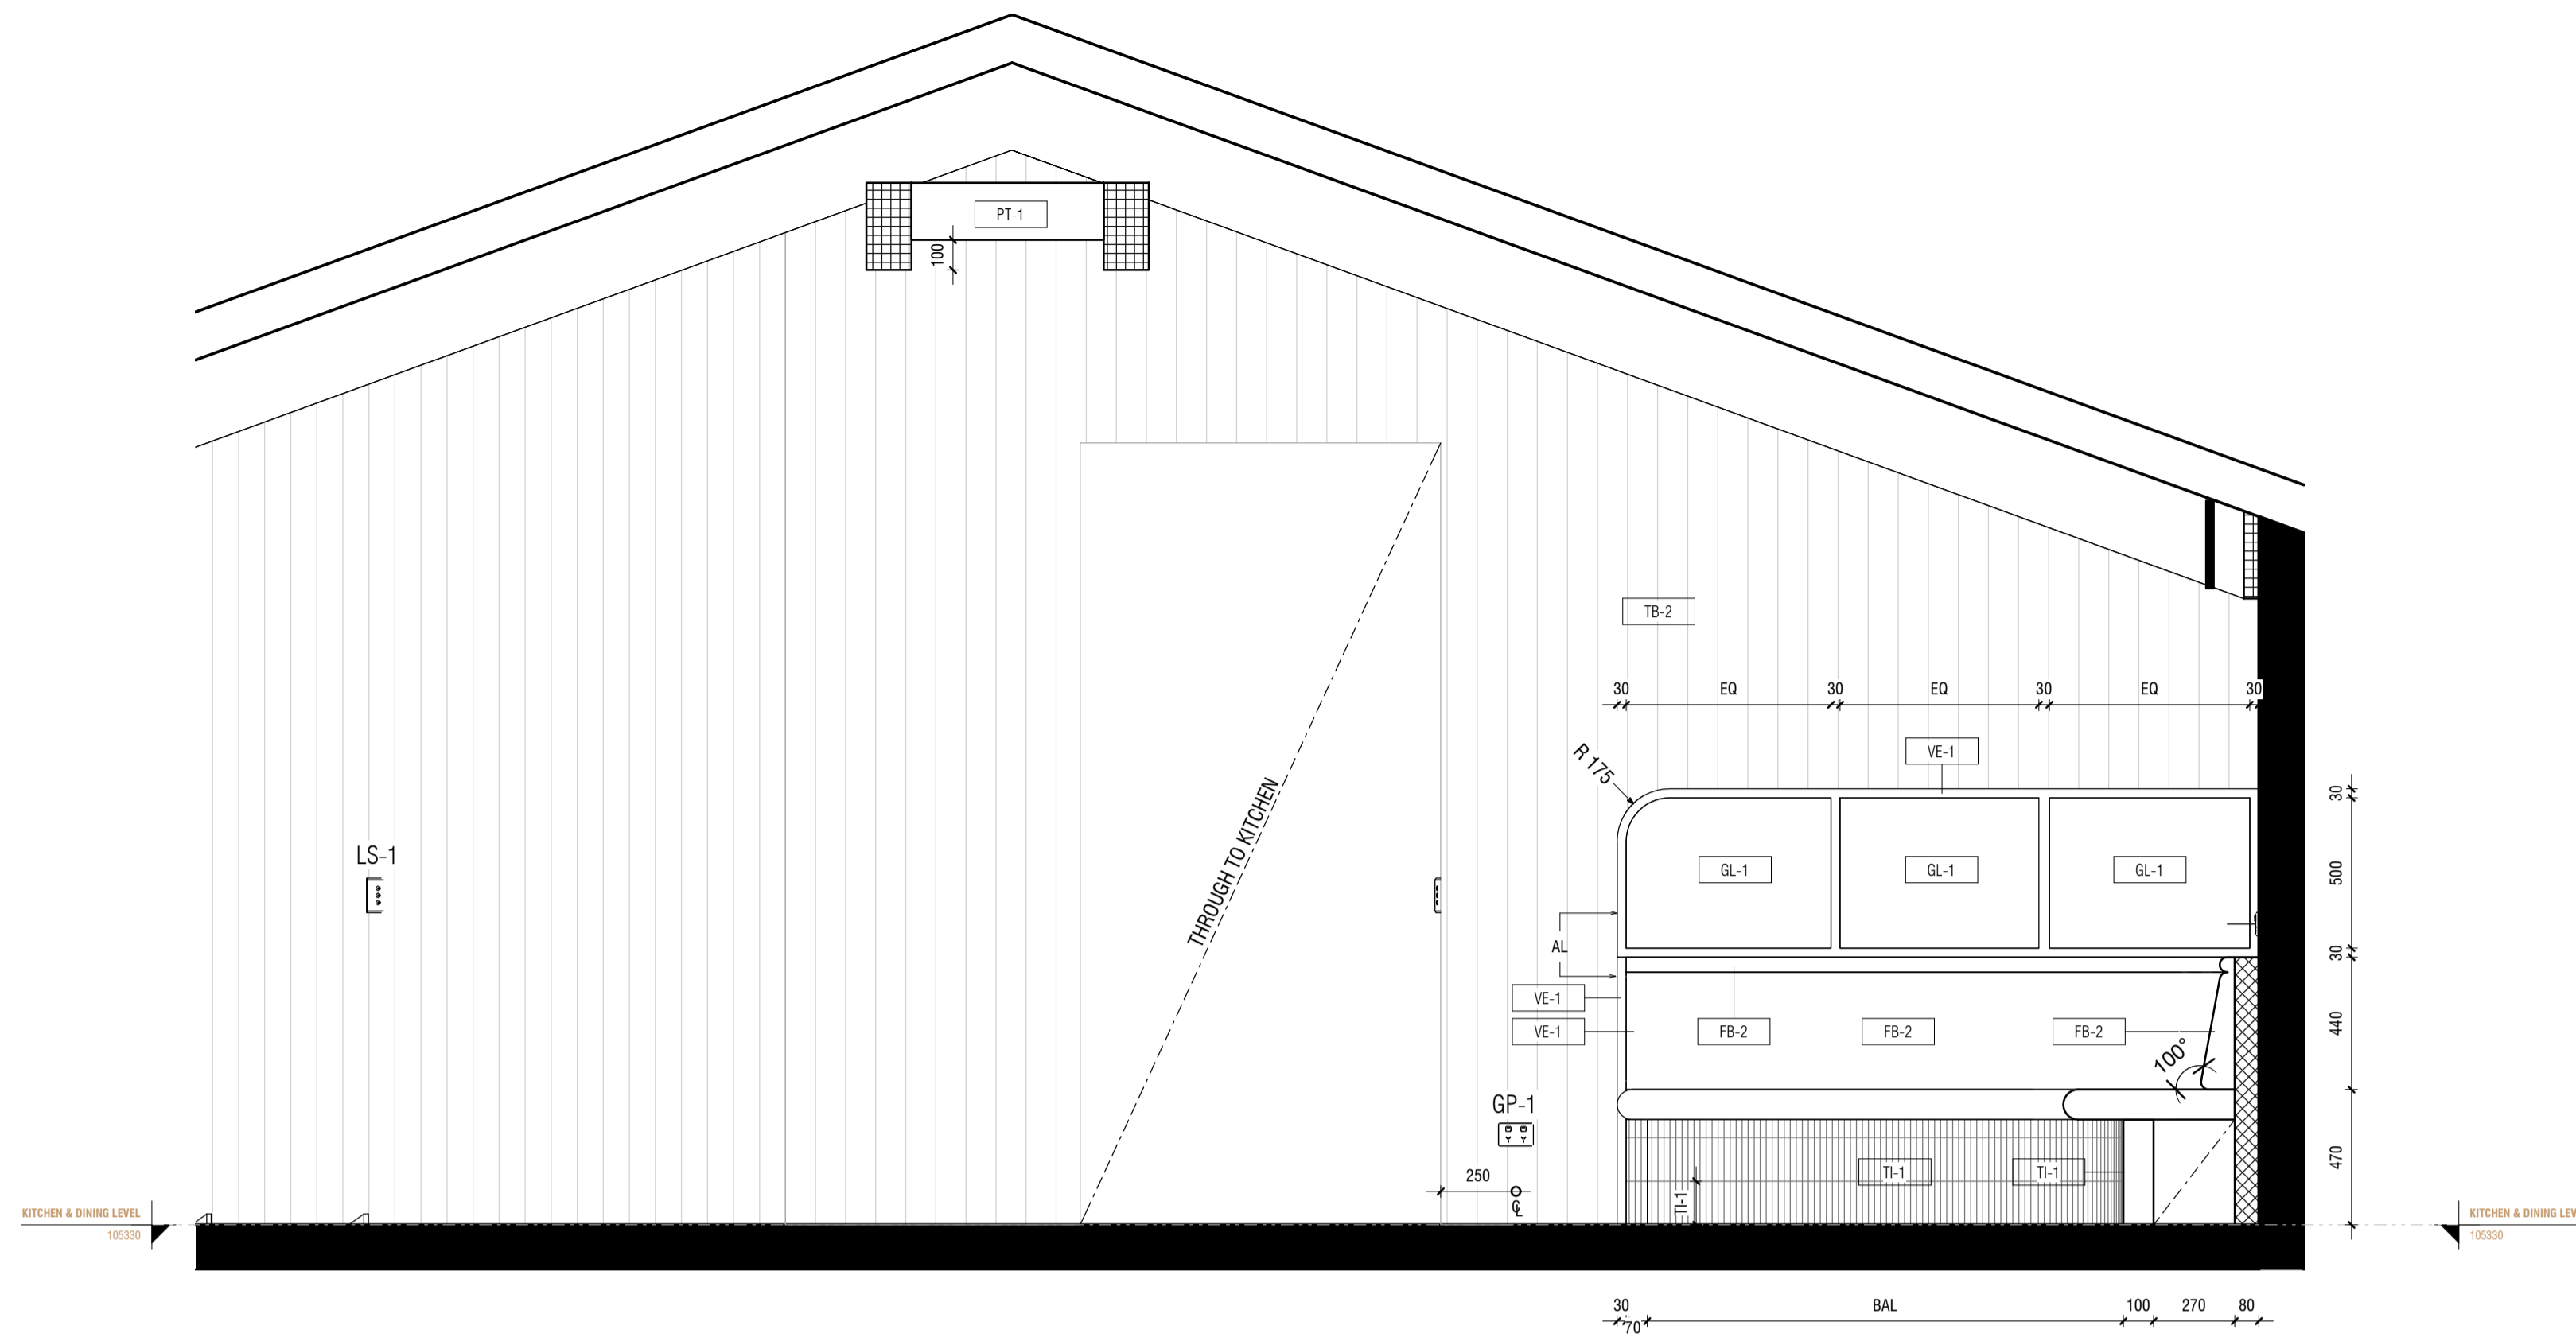 PT-1
100
TB-2
30 EQ 30 EQ 30 EQ 30
VE-1
R 175
30
LS-1
GL-1 GL-1 GL-1
500
THROUGH TO KITCHEN
AL
30
VE-1
VE-1 FB-2 FB-2 FB-2
440
100°
GP-1
TI-1 TI-1
470
250
TI-1
KITCHEN & DINING LEVEL
105330
KITCHEN & DINING LEV
105330
30 70 BAL 100 270 80